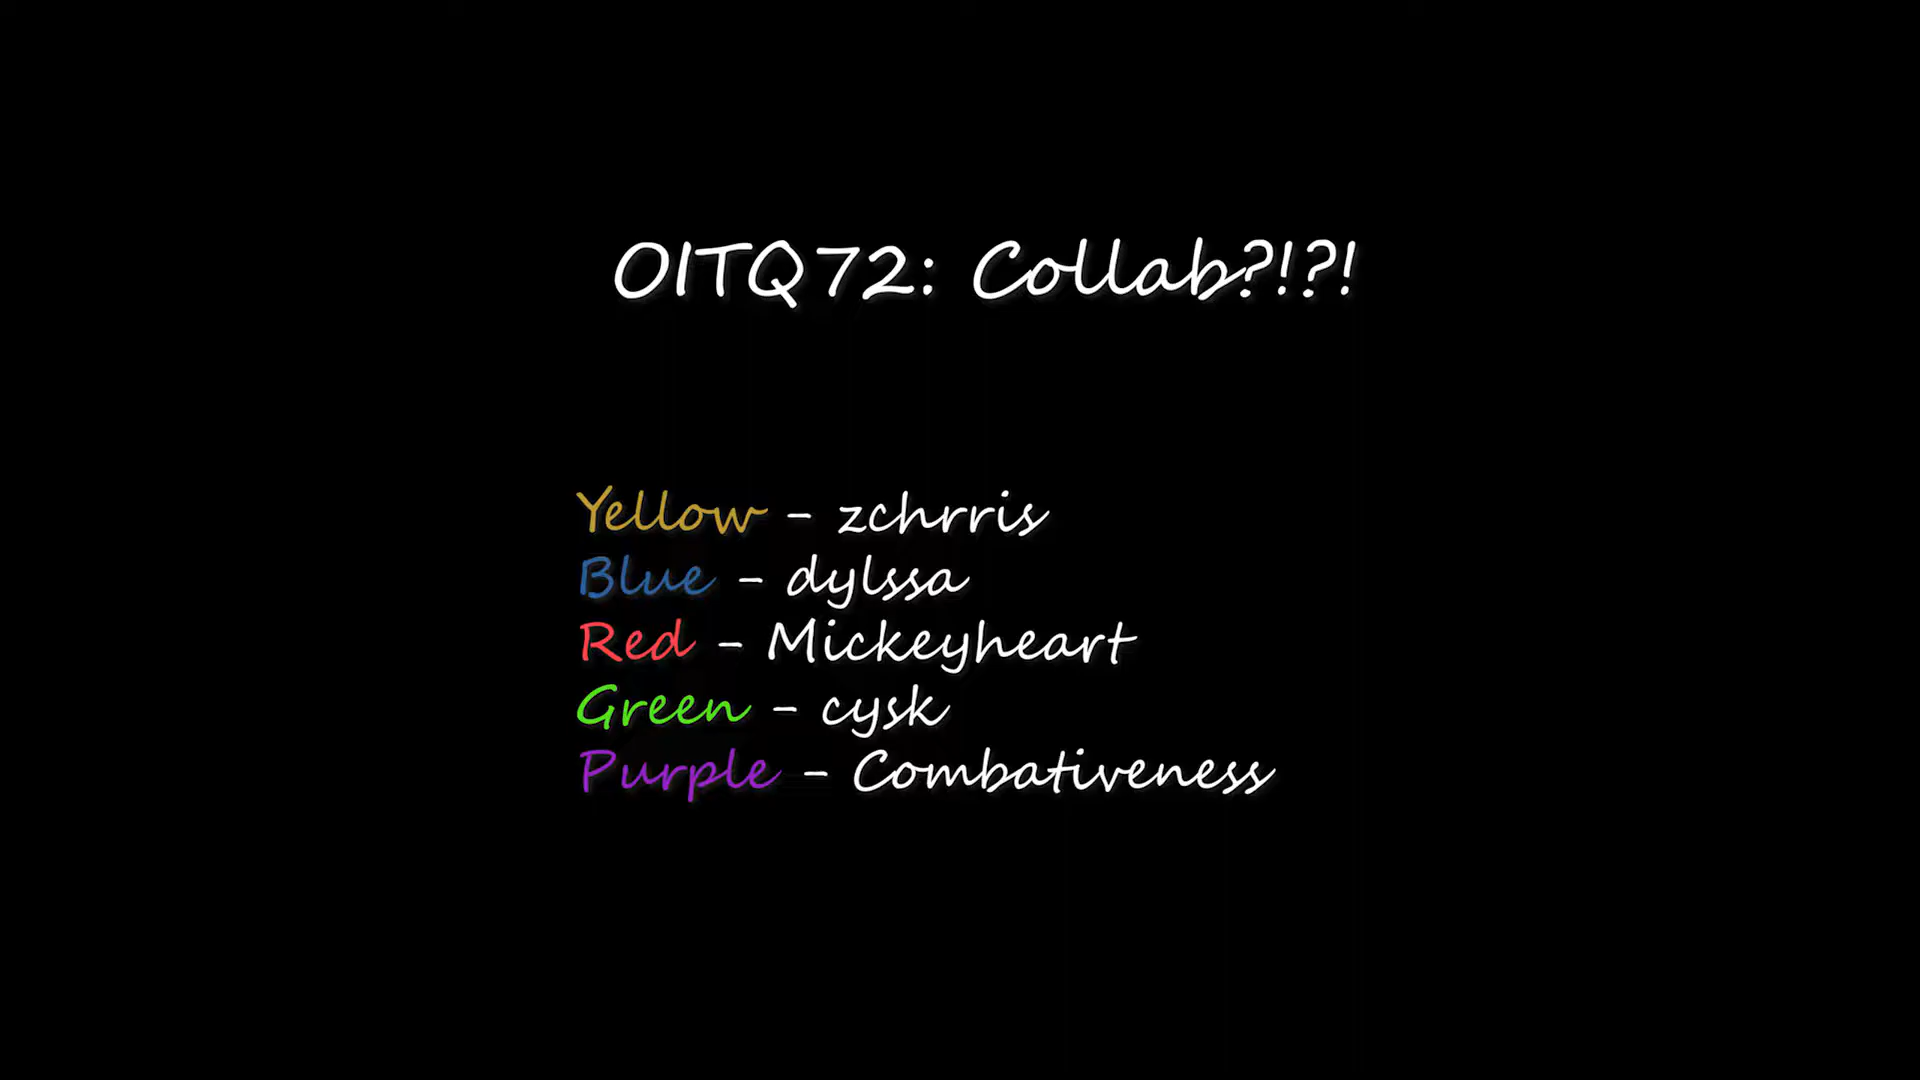 OITQ72: Collab?!?!
Yellow - zchrris
Blue - dylssa
Red - Mickeyheart
Green - cysk
Purple - Combativeness